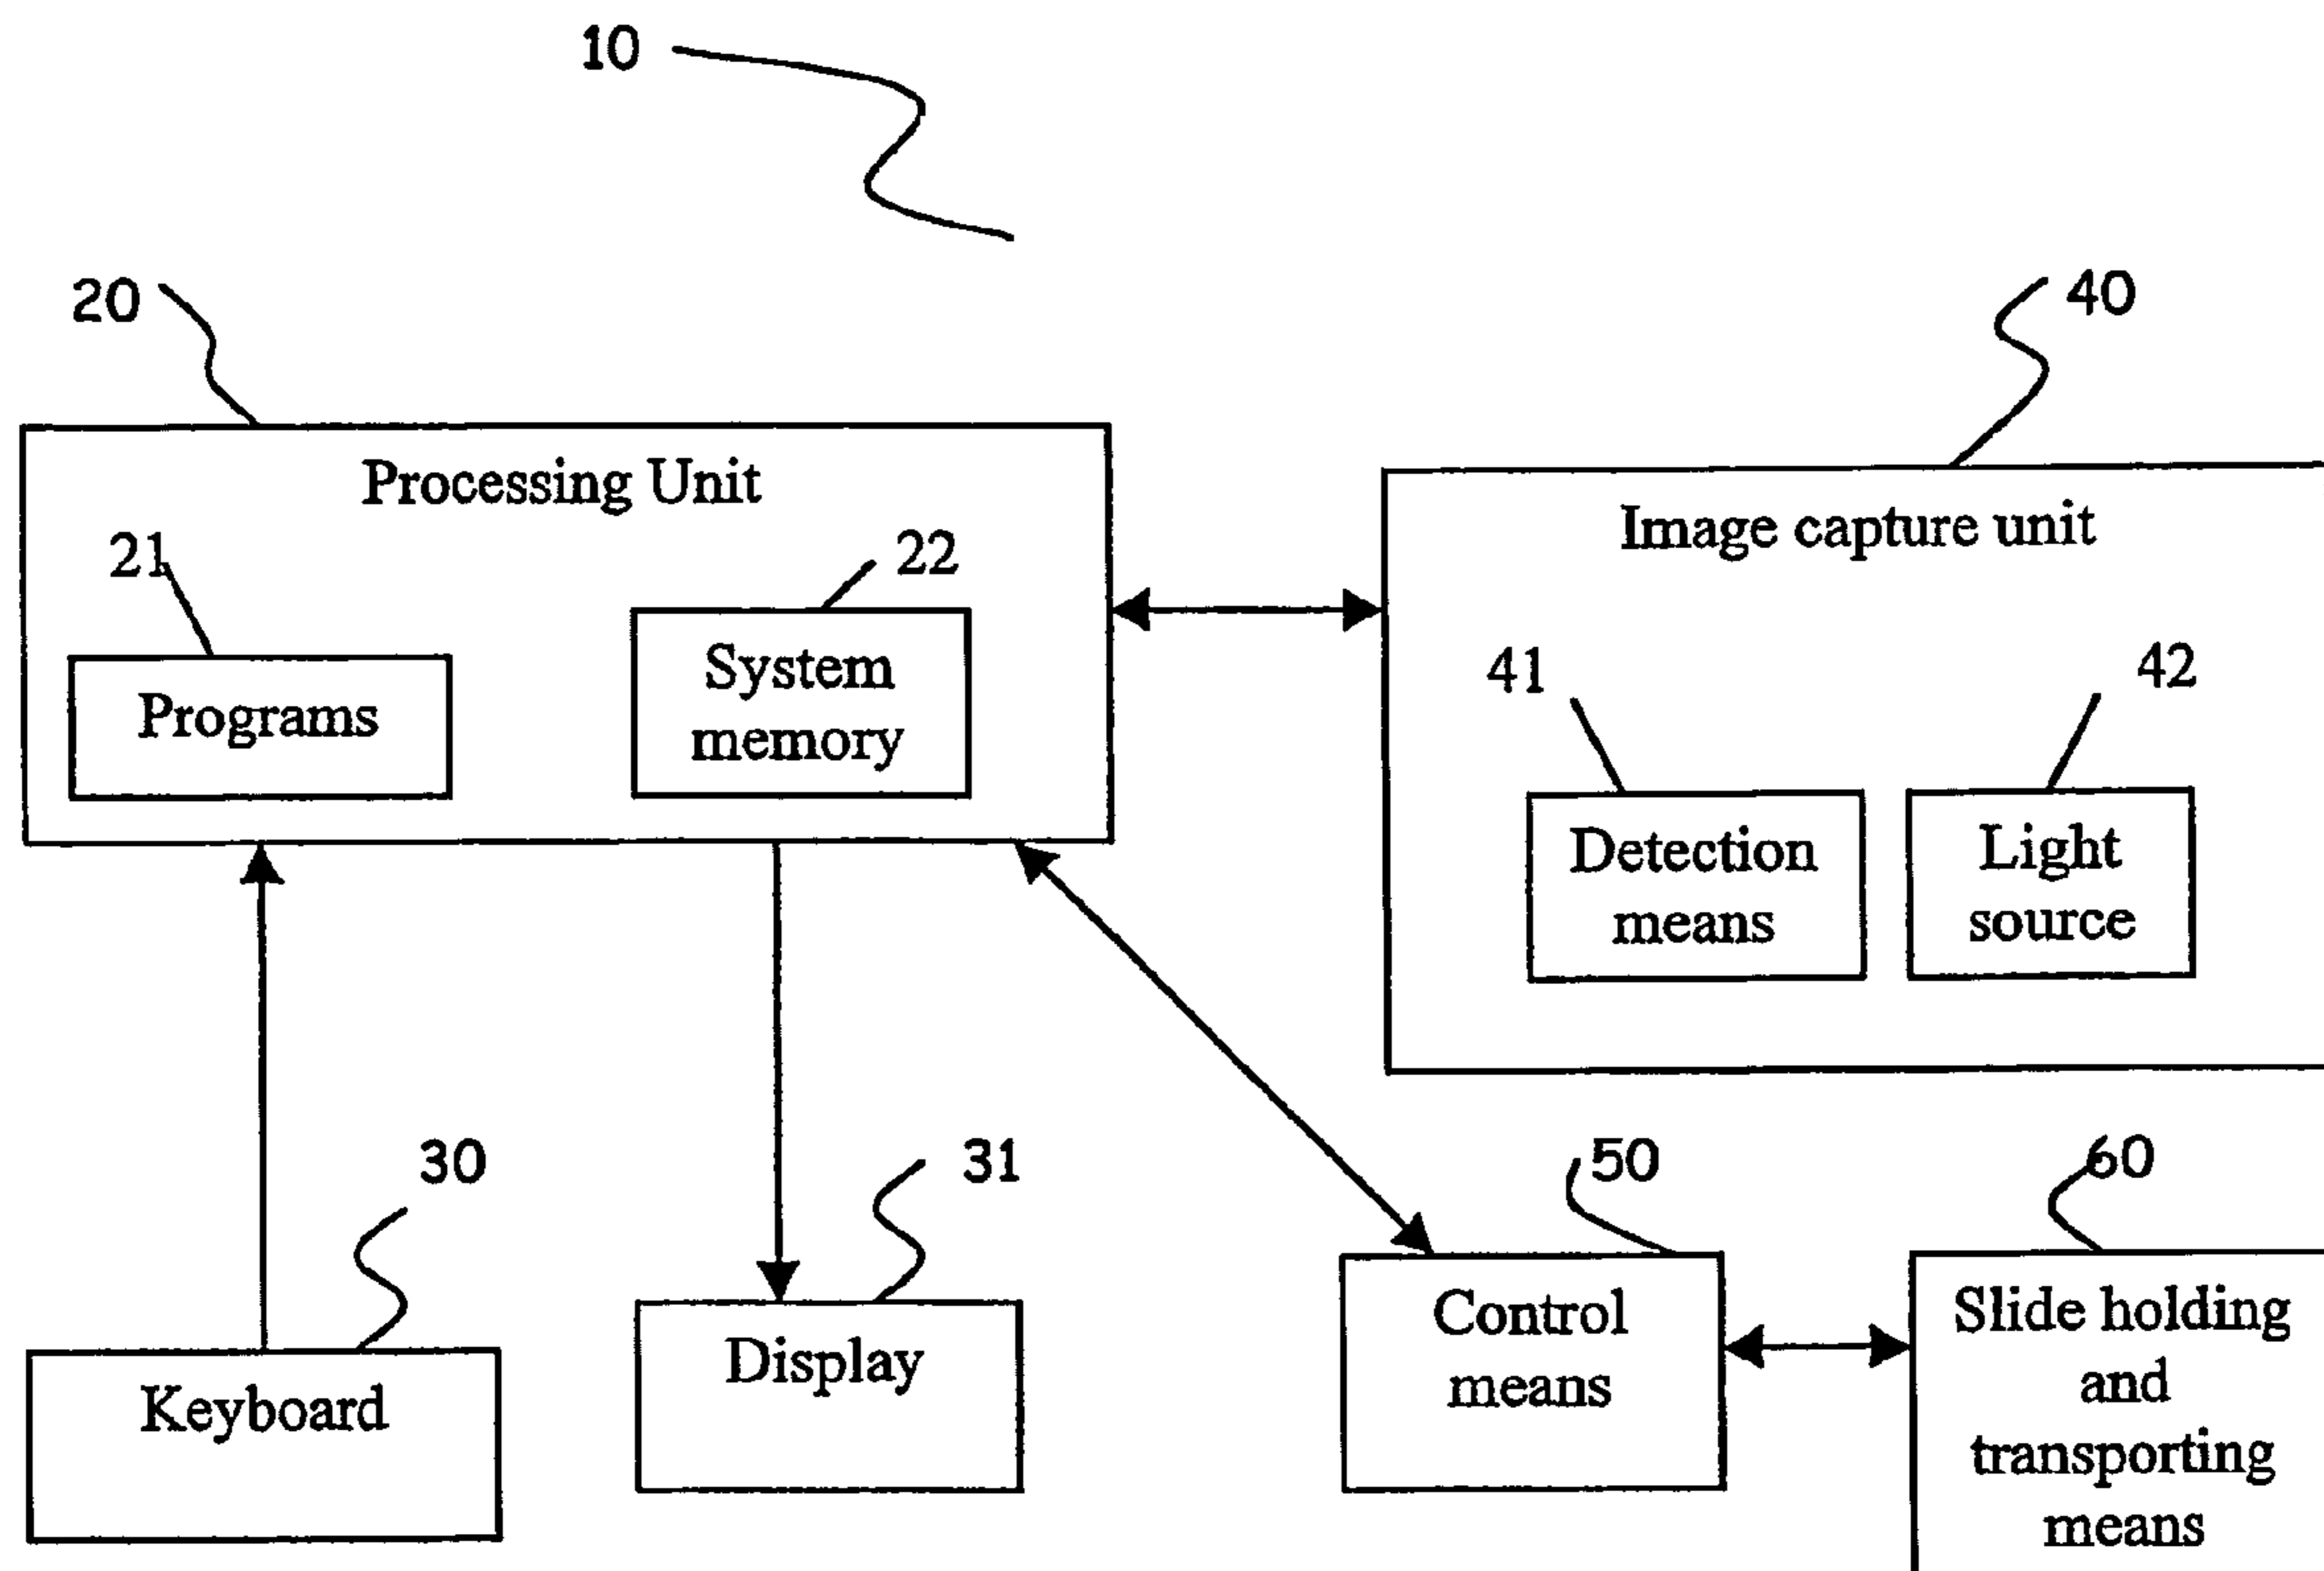 10
20
40
Processing Unit
Image capture unit
21
22
System
memory
Programs
41
42
Detection
means
Light
source
30
31
50
60
Keyboard
Display
Control
means
Slide holding
and
transporting
means